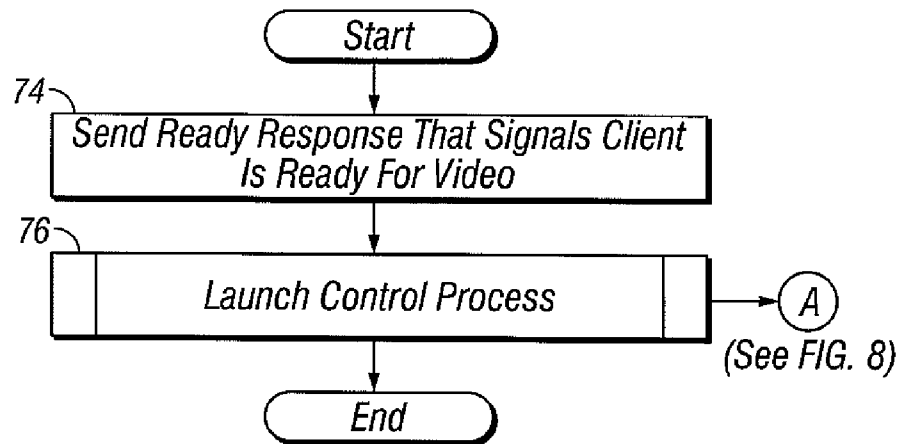 Start
74
Send Ready Response That Signals Client
Is Ready For Video
76
Launch Control Process
A
(See FIG. 8)
End